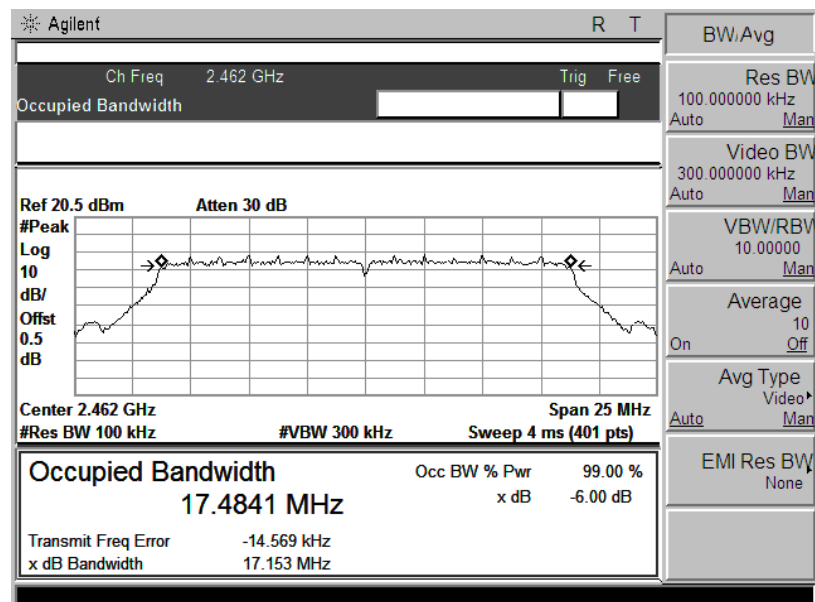 Agilent R T
BW/Avg
Ch Freq 2.462 GHz Trig Free
Occupied Bandwidth
Res BW
100.000000 kHz
Auto Man
Video BW
300.000000 kHz
Auto Man
VBW/RBW
10.00000
Auto Man
Average
10
On Off
Avg Type
Video
Auto Man
EMI Res BW
None
Ref 20.5 dBm Atten 30 dB
#Peak
Log
10
dB/
Offst
0.5
dB
Center 2.462 GHz Span 25 MHz
#Res BW 100 kHz #VBW 300 kHz Sweep 4 ms (401 pts)
Occupied Bandwidth
17.4841 MHz
Occ BW % Pwr 99.00 %
x dB -6.00 dB
Transmit Freq Error -14.569 kHz
x dB Bandwidth 17.153 MHz